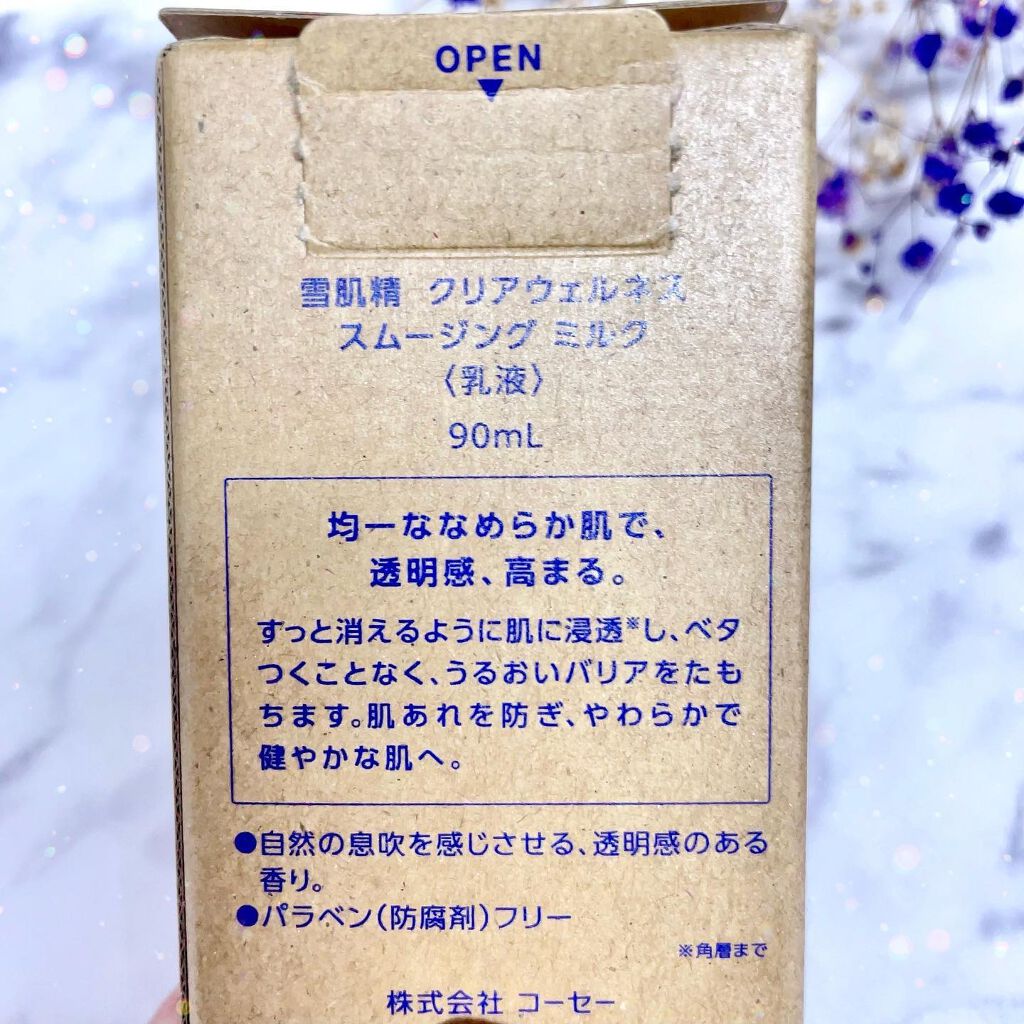 OPEN
雪肌精 クリアウェルネス
スムージング ミルク
〈乳液〉
90mL
均一ななめらか肌で、
透明感、高まる。
すっと消えるように肌に浸透※し、ベタ
つくことなく、うるおいバリアをたも
ちます。肌あれを防ぎ、やわらかで
健やかな肌へ。
●自然の息吹を感じさせる、透明感のある
香り。
●パラベン(防腐剤)フリー
※角層まで
株式会社 コーセー